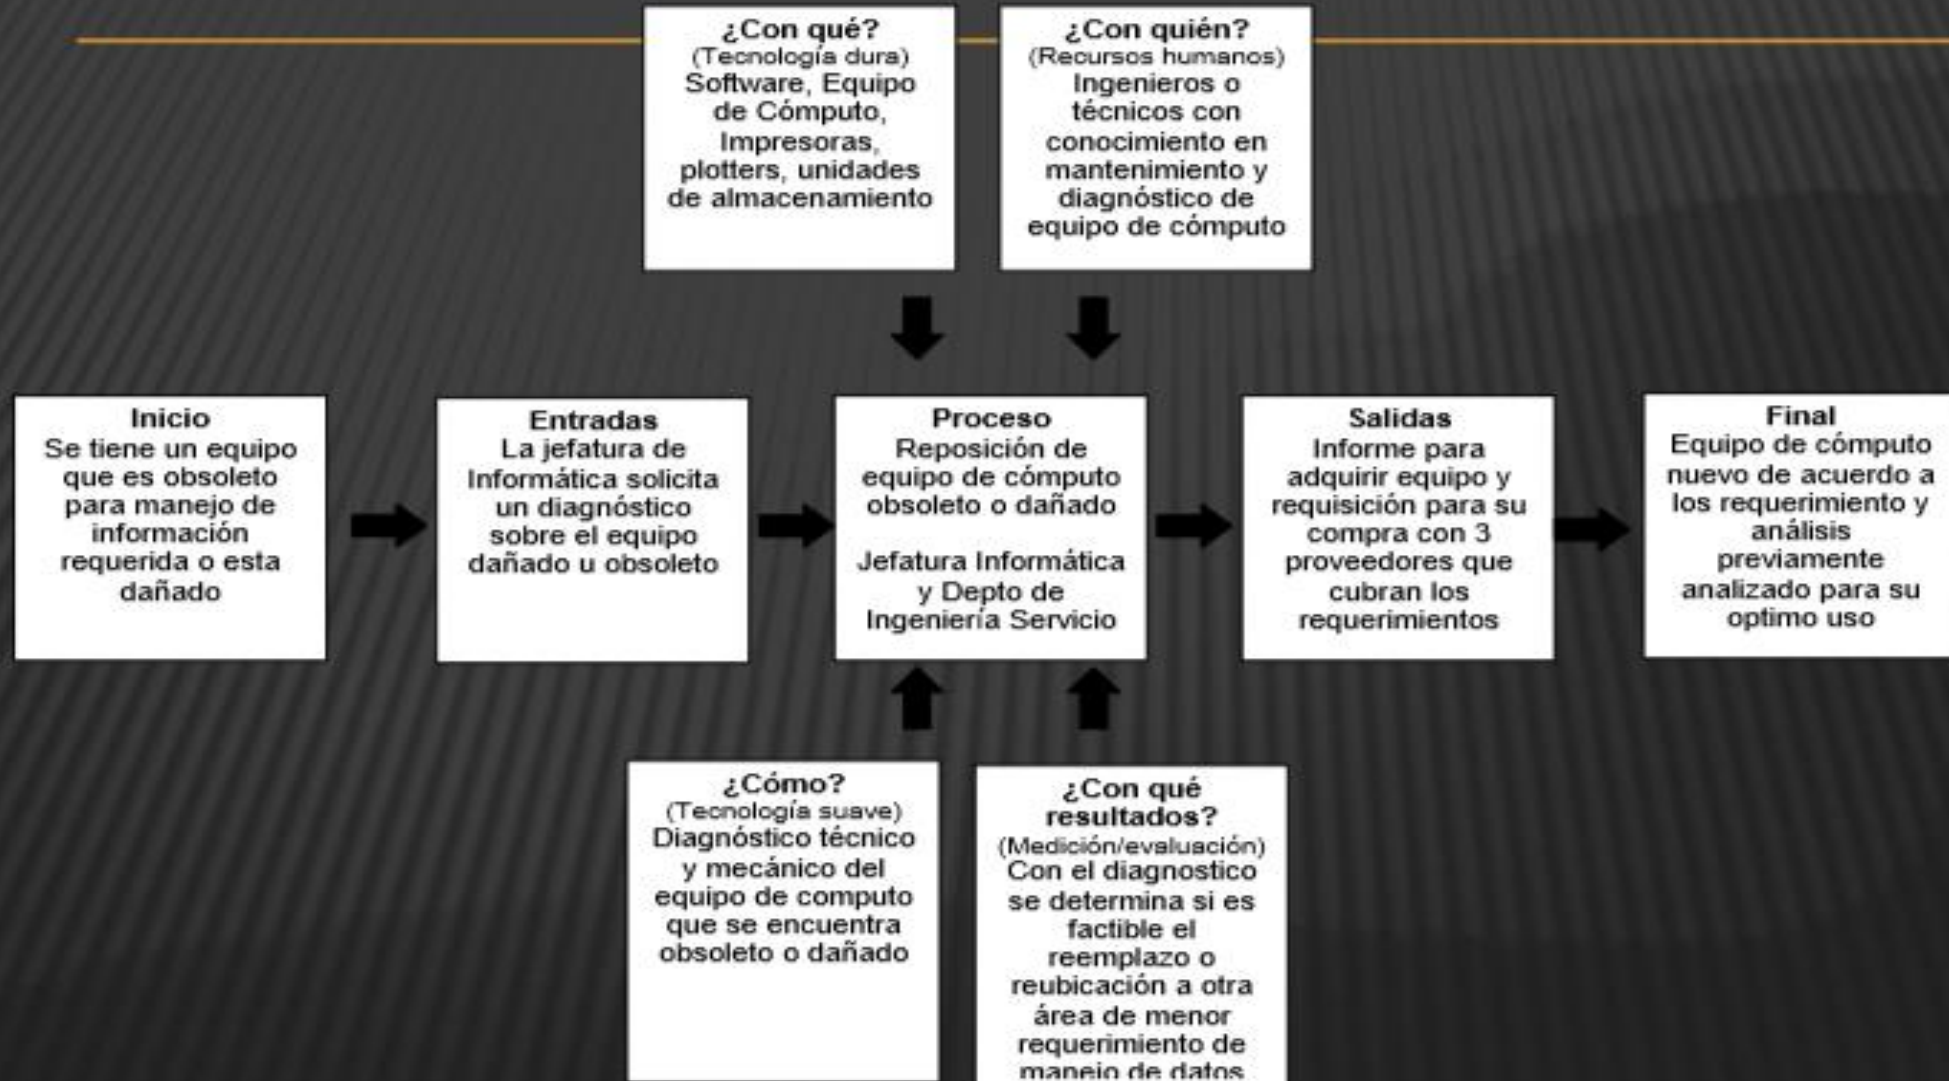 ¿Con qué?
(Tecnología dura)
Software, Equipo
de Cómputo,
Impresoras,
plotters, unidades
de almacenamiento
¿Con quién?
(Recursos humanos)
Ingenieros o
técnicos con
conocimiento en
mantenimiento y
diagnóstico de
equipo de cómputo
Inicio
Se tiene un equipo
que es obsoleto
para manejo de
información
requerida o esta
dañado
Entradas
La jefatura de
Informática solicita
un diagnóstico
sobre el equipo
dañado u obsoleto
Proceso
Reposición de
equipo de cómputo
obsoleto o dañado
Jefatura Informática
y Depto de
Ingeniería Servicio
Salidas
Informe para
adquirir equipo y
requisición para su
compra con 3
proveedores que
cubran los
requerimientos
Final
Equipo de cómputo
nuevo de acuerdo a
los requerimiento y
análisis
previamente
analizado para su
optimo uso
¿Cómo?
(Tecnología suave)
Diagnóstico técnico
y mecánico del
equipo de computo
que se encuentra
obsoleto o dañado
¿Con qué
resultados?
(Medición/evaluación)
Con el diagnostico
se determina si es
factible el
reemplazo o
reubicación a otra
área de menor
requerimiento de
manejo de datos